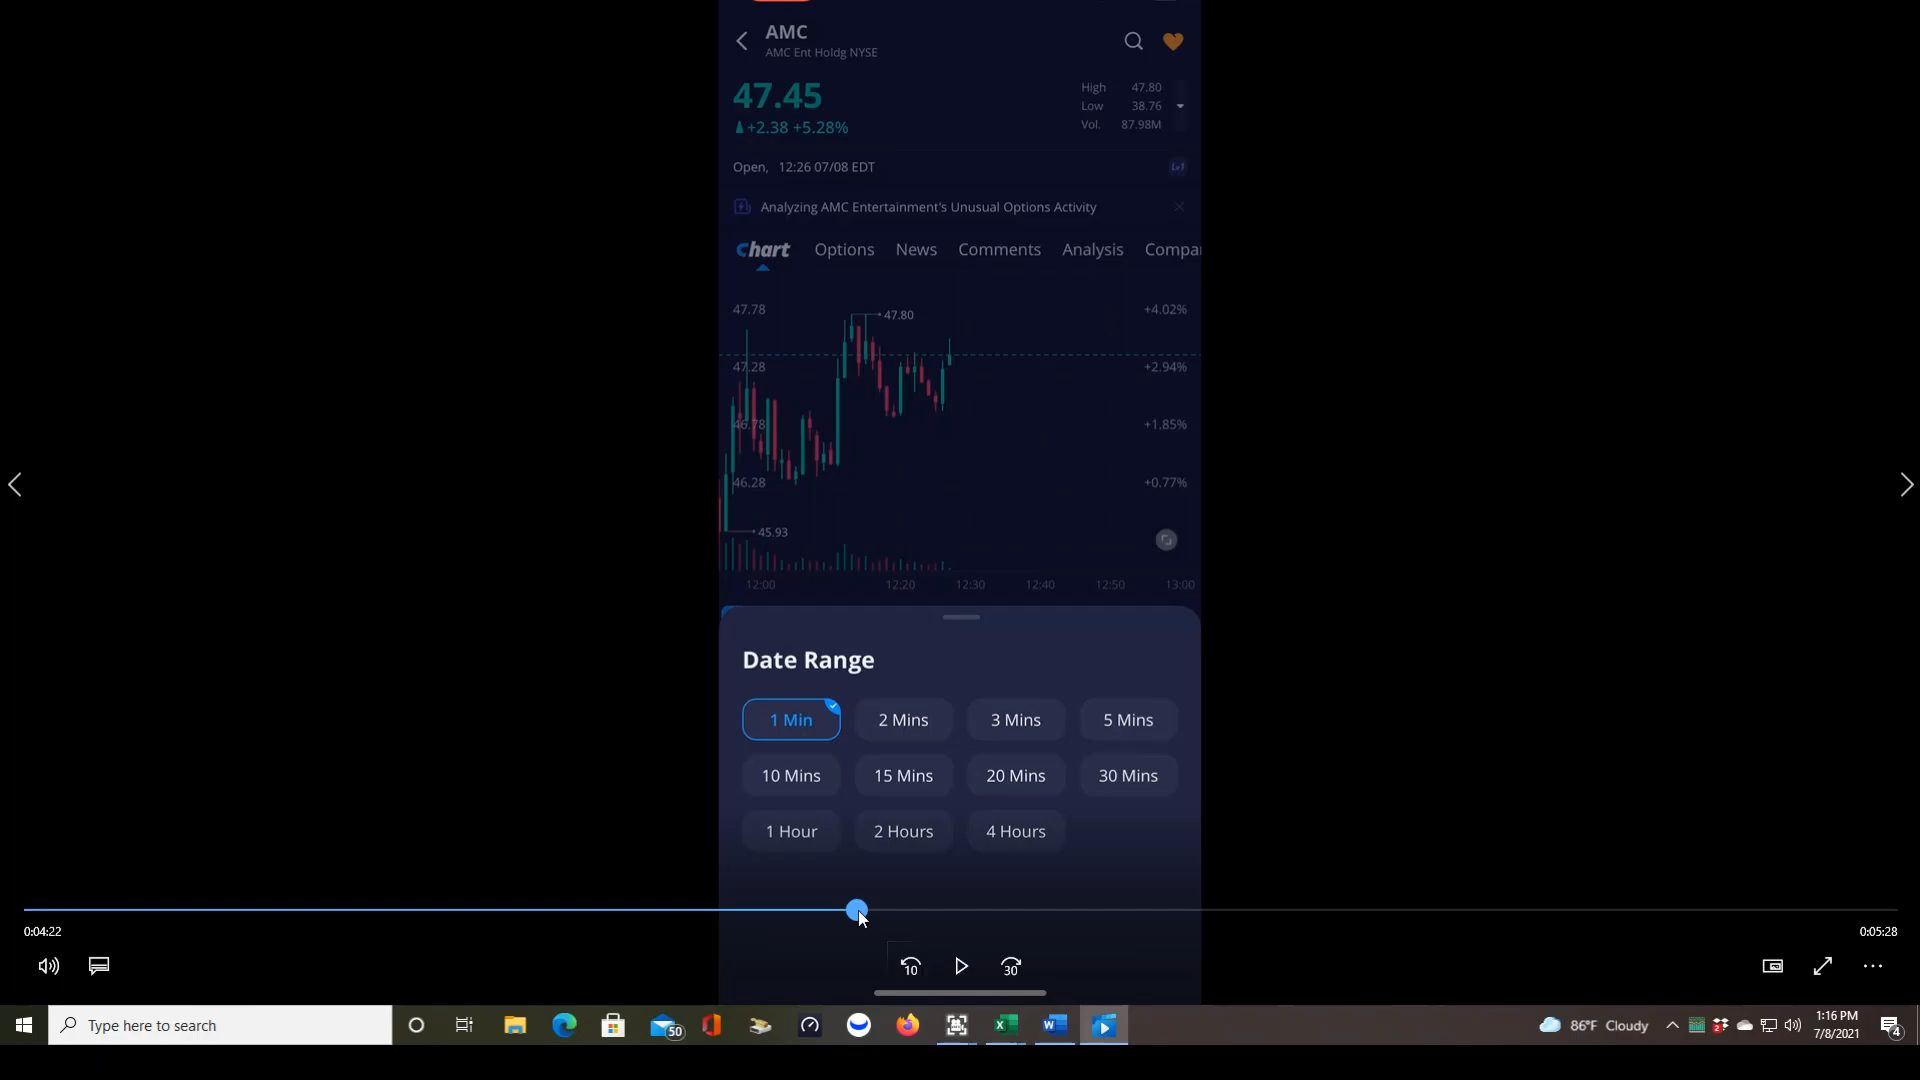 AMC
AMC Ent Holdg NYSE
47.45
+2.38 +5.28%
High 47.80
Low 38.76
Vol. 87.98M
Open, 12:26 07/08 EDT
Lv1
Analyzing AMC Entertainment's Unusual Options Activity
Chart Options News Comments Analysis Compa
47.78 +4.02%
47.80
47.28 +2.94%
46.78 +1.85%
46.28 +0.77%
45.93
12:00 12:20 12:30 12:40 12:50 13:00
Date Range
1 Min 2 Mins 3 Mins 5 Mins
10 Mins 15 Mins 20 Mins 30 Mins
1 Hour 2 Hours 4 Hours
0:04:22 0:05:28
10 30
Type here to search
50
86°F Cloudy
2
1:16 PM
7/8/2021
4